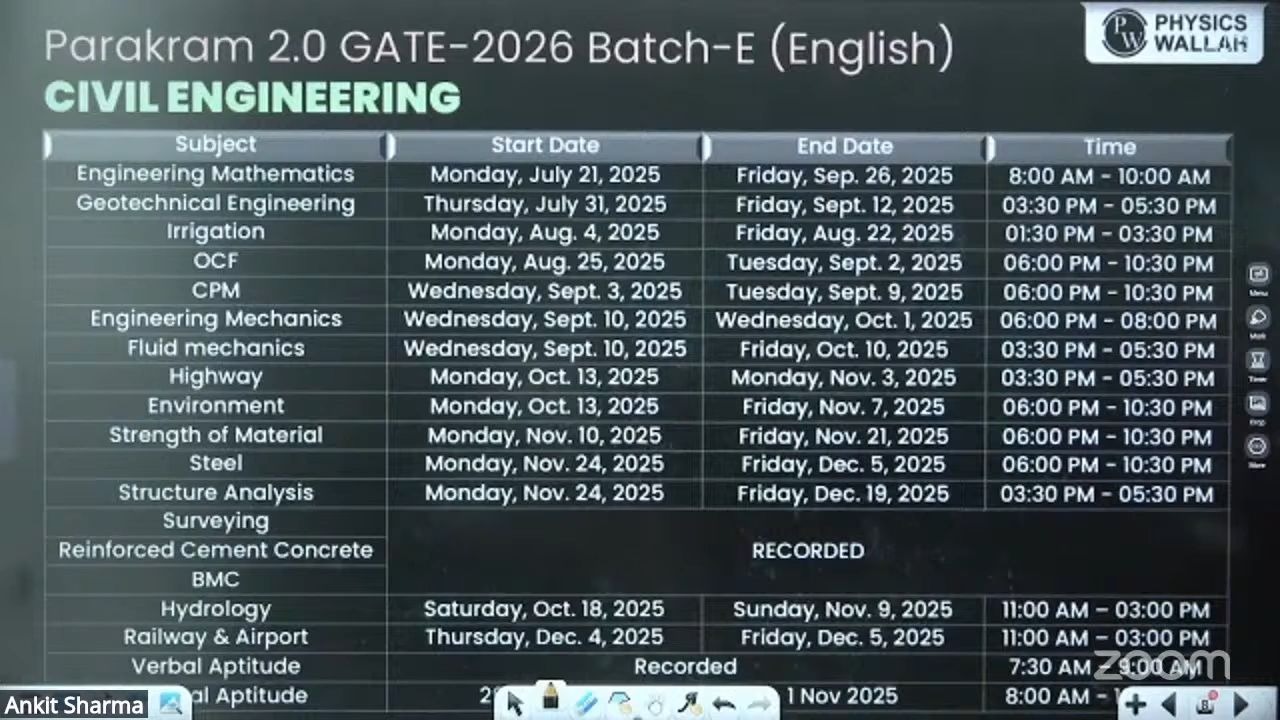 Parakram 2.0 GATE-2026 Batch-E (English)
PHYSICS
WALLAH
CIVIL ENGINEERING
Subject Start Date End Date Time
Engineering Mathematics Monday, July 21, 2025 Friday, Sep. 26, 2025 8:00 AM - 10:00 AM
Geotechnical Engineering Thursday, July 31, 2025 Friday, Sept. 12, 2025 03:30 PM - 05:30 PM
Irrigation Monday, Aug. 4, 2025 Friday, Aug. 22, 2025 01:30 PM - 03:30 PM
OCF Monday, Aug. 25, 2025 Tuesday, Sept. 2, 2025 06:00 PM - 10:30 PM
CPM Wednesday, Sept. 3, 2025 Tuesday, Sept. 9, 2025 06:00 PM - 10:30 PM
Engineering Mechanics Wednesday, Sept. 10, 2025 Wednesday, Oct. 1, 2025 06:00 PM - 08:00 PM
Fluid mechanics Wednesday, Sept. 10, 2025 Friday, Oct. 10, 2025 03:30 PM - 05:30 PM
Highway Monday, Oct. 13, 2025 Monday, Nov. 3, 2025 03:30 PM - 05:30 PM
Environment Monday, Oct. 13, 2025 Friday, Nov. 7, 2025 06:00 PM - 10:30 PM
Strength of Material Monday, Nov. 10, 2025 Friday, Nov. 21, 2025 06:00 PM - 10:30 PM
Steel Monday, Nov. 24, 2025 Friday, Dec. 5, 2025 06:00 PM - 10:30 PM
Structure Analysis Monday, Nov. 24, 2025 Friday, Dec. 19, 2025 03:30 PM - 05:30 PM
Surveying
Reinforced Cement Concrete RECORDED
BMC
Hydrology Saturday, Oct. 18, 2025 Sunday, Nov. 9, 2025 11:00 AM - 03:00 PM
Railway & Airport Thursday, Dec. 4, 2025 Friday, Dec. 5, 2025 11:00 AM - 03:00 PM
Verbal Aptitude Recorded 7:30 AM - 9:00 AM
zoom
Ankit Sharma al Aptitude 1 Nov 2025 8:00 AM -